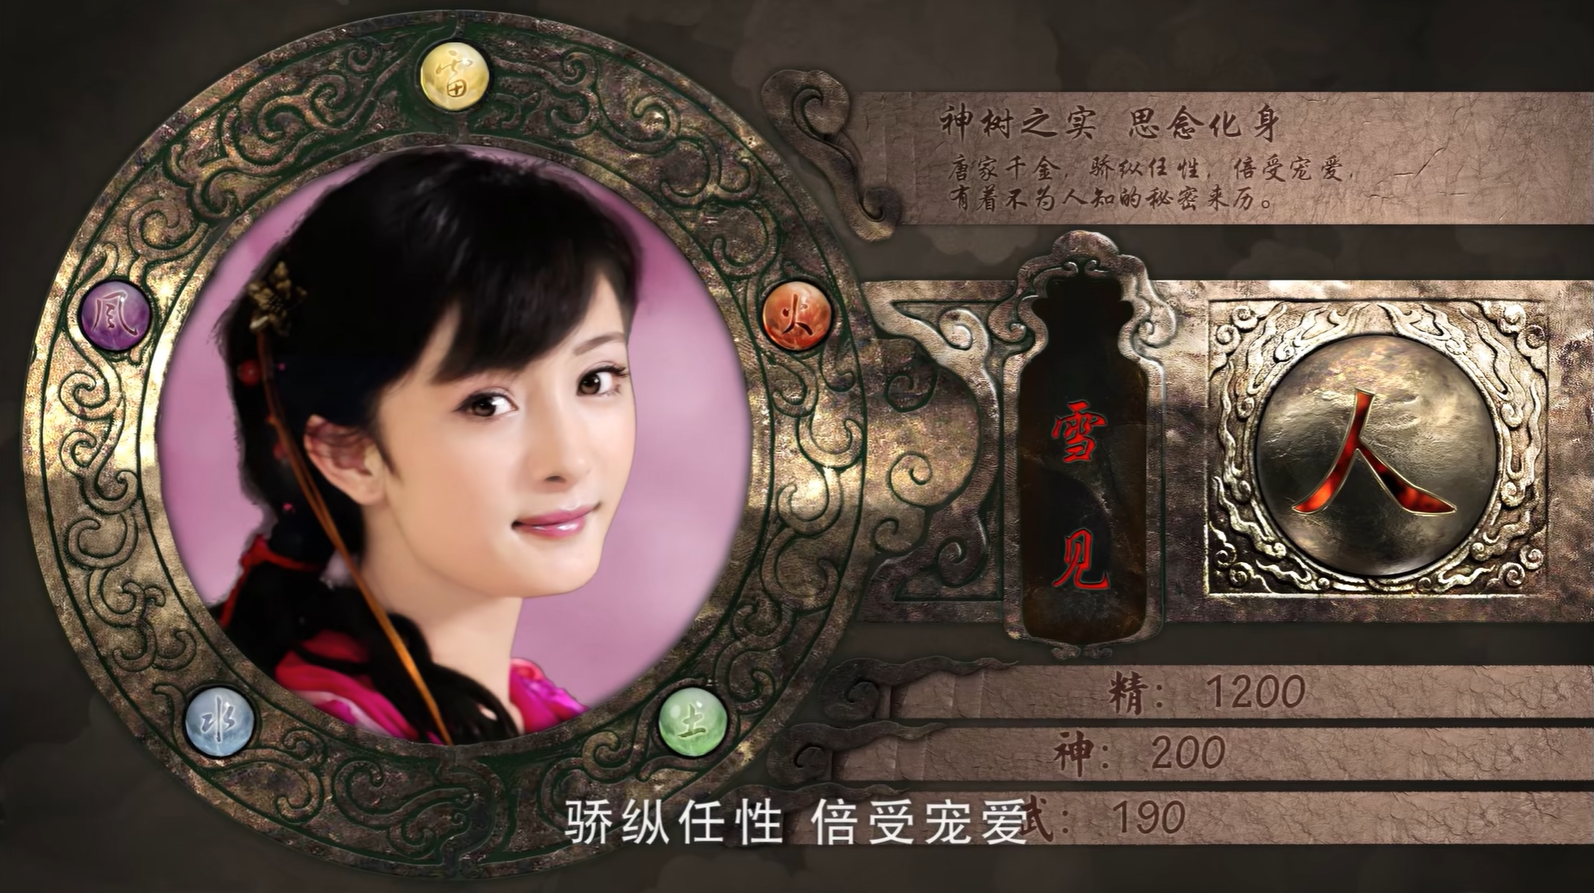 雷
神树之实 思念化身
唐家千金，骄纵任性，倍受宠爱，
有着不为人知的秘密来历。
风
火
雪见
人
水
土
精： 1200
神： 200
武： 190
骄纵任性 倍受宠爱